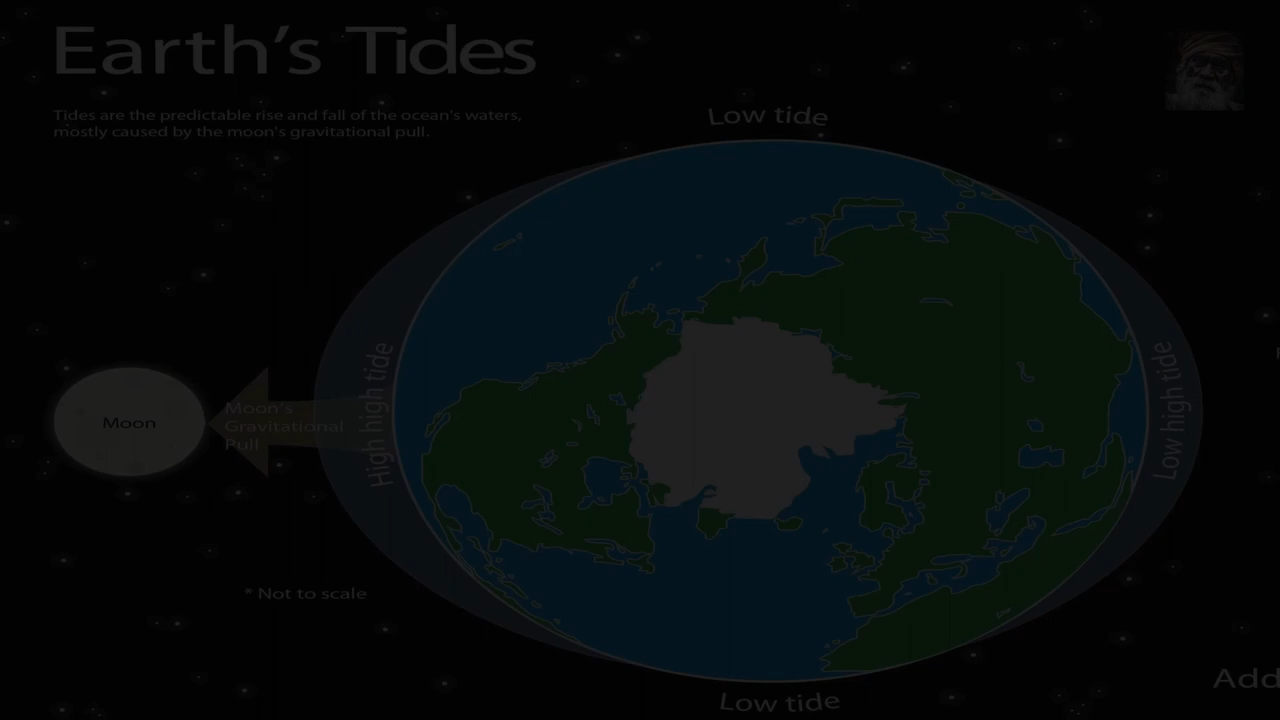 Earth's Tides
Tides are the predictable rise and fall of the ocean's waters,
mostly caused by the moon's gravitational pull.
Low tide
High high tide
Low high tide
Moon
Moon's
Gravitational
Pull
* Not to scale
Low tide
Add